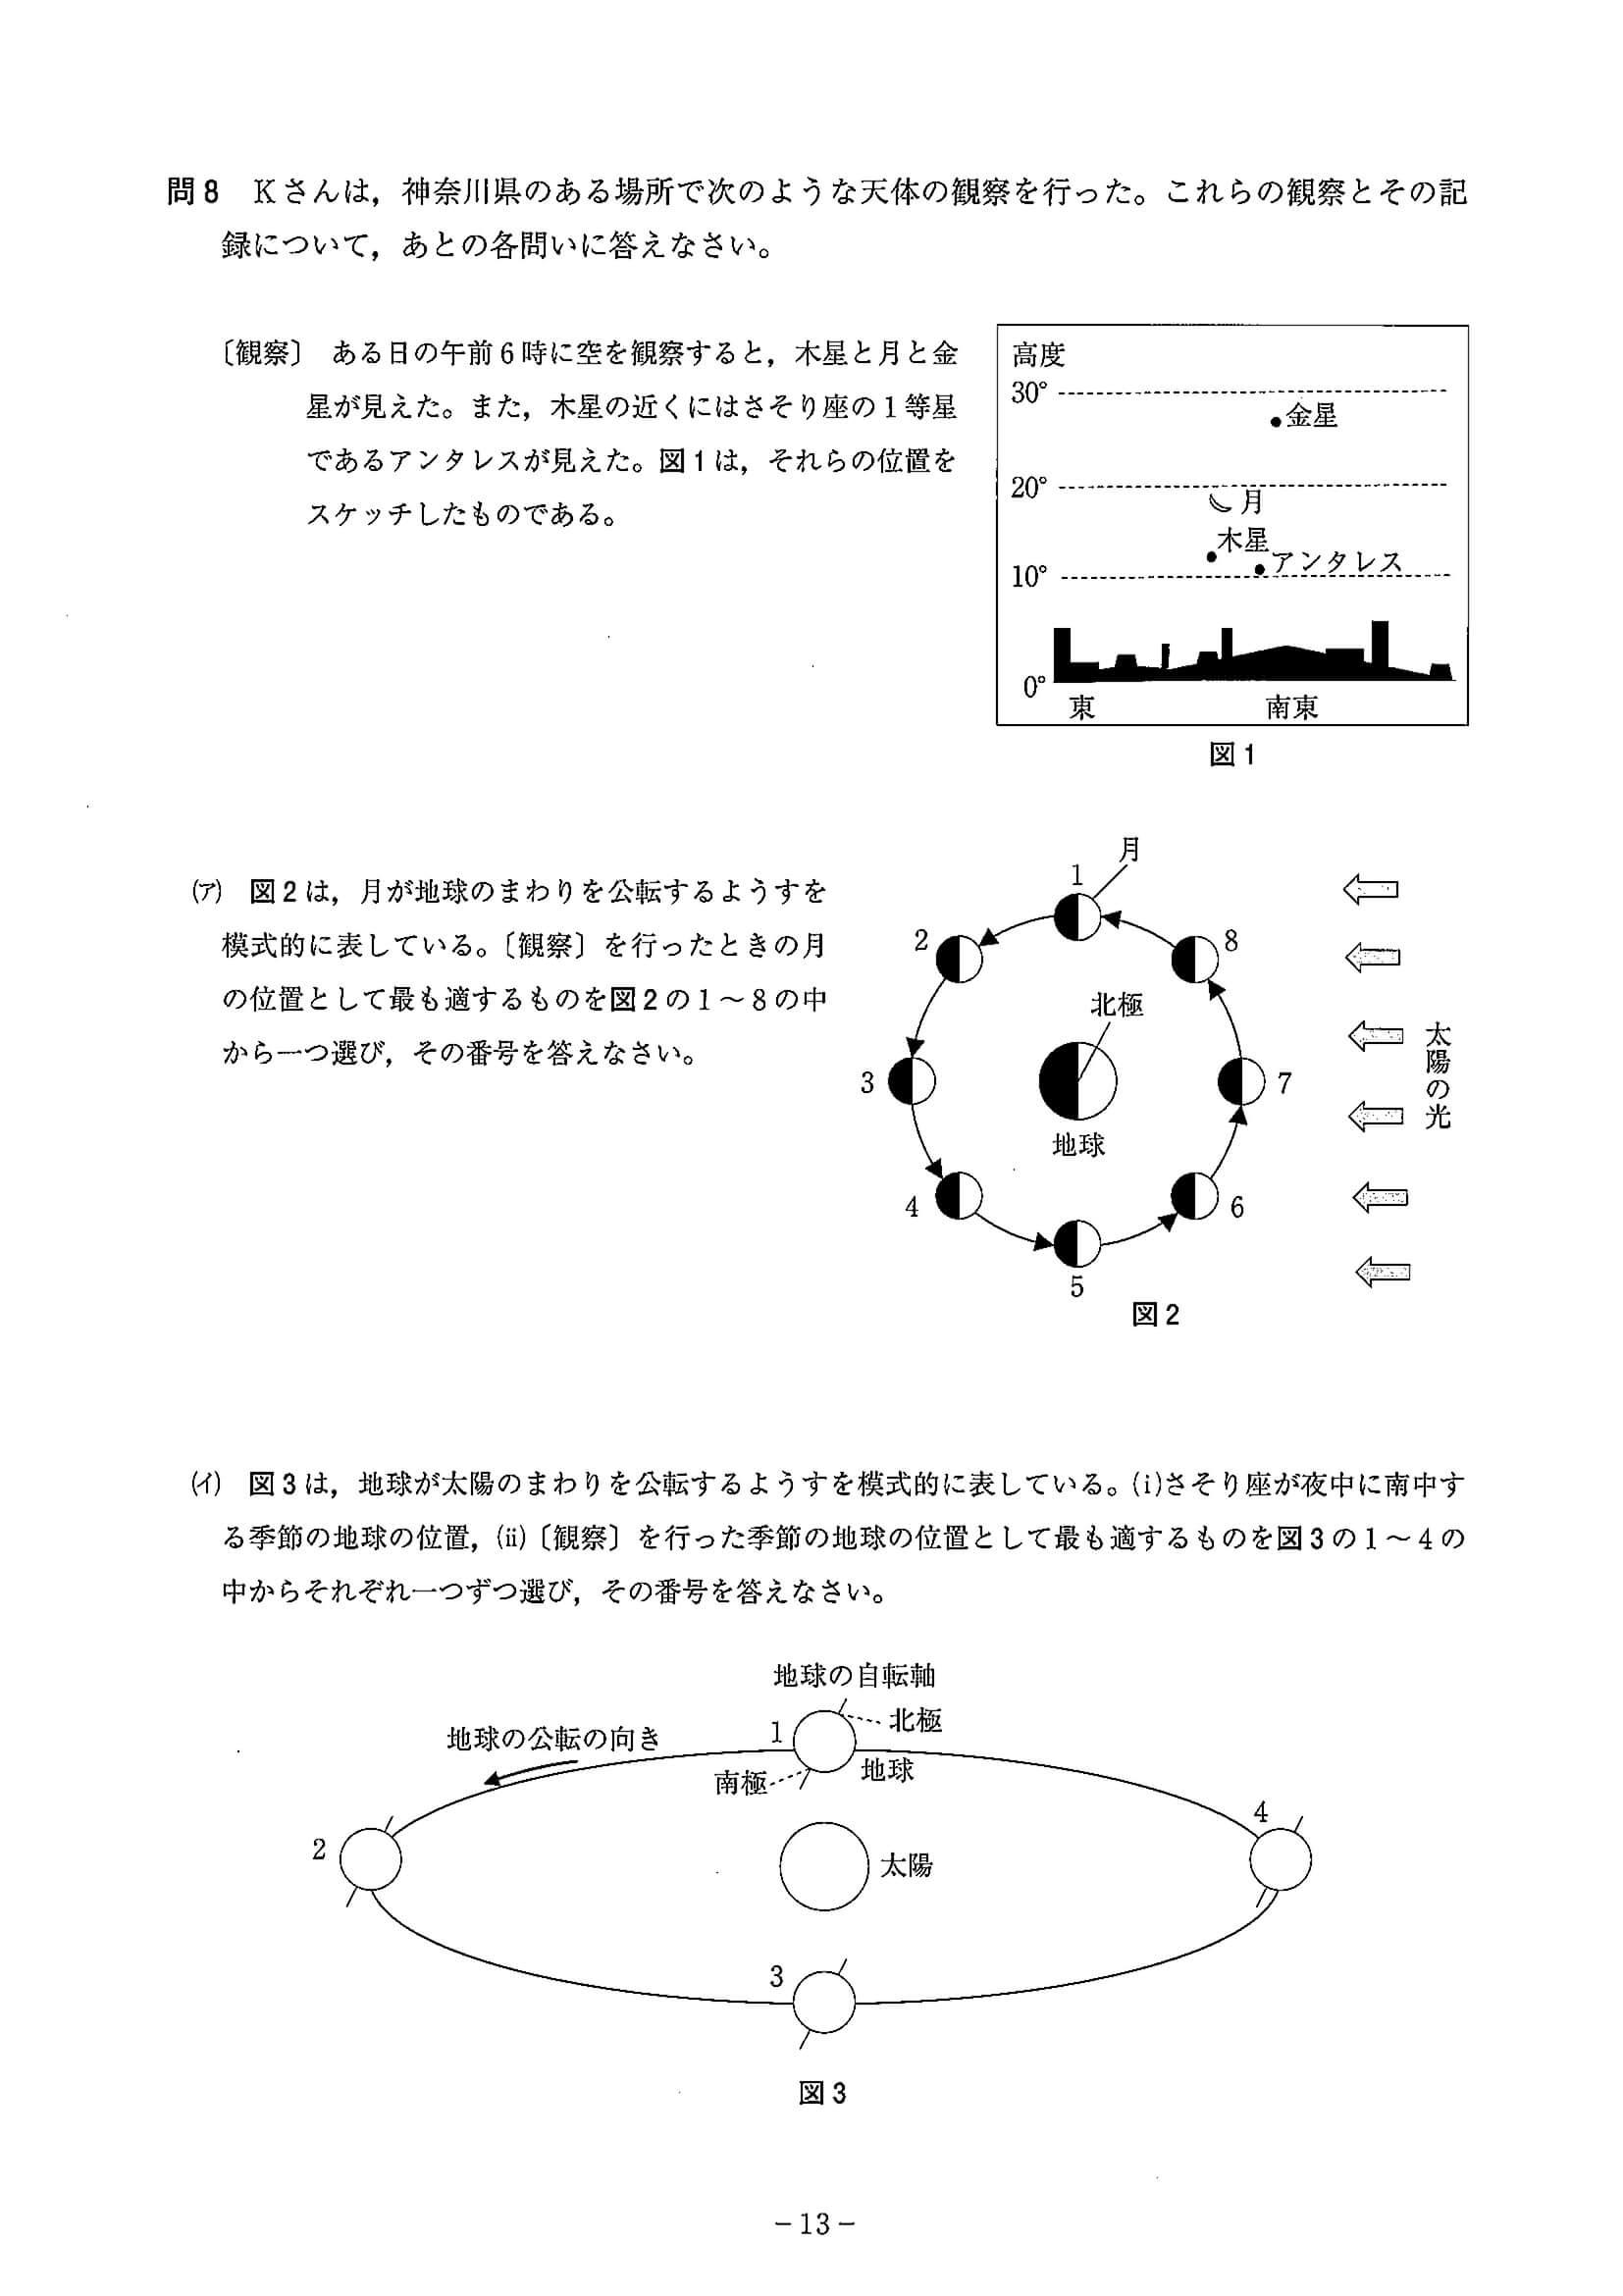 問8 Kさんは，神奈川県のある場所で次のような天体の観察を行った。これらの観察とその記
録について，あとの各問いに答えなさい。
〔観察〕 ある日の午前6時に空を観察すると，木星と月と金
星が見えた。また，木星の近くにはさそり座の1等星
であるアンタレスが見えた。図1は，それらの位置を
スケッチしたものである。
高度
30°
金星
20°
月
木星
アンタレス
10°
0°
東 南東
図1
(ア) 図2は，月が地球のまわりを公転するようすを
模式的に表している。〔観察〕を行ったときの月
の位置として最も適するものを図2の1～8の中
から一つ選び，その番号を答えなさい。
月
1
2
8
北極
3
7
地球
4
6
5
太陽の光
図2
(イ) 図3は，地球が太陽のまわりを公転するようすを模式的に表している。(i)さそり座が夜中に南中す
る季節の地球の位置，(ii)〔観察〕を行った季節の地球の位置として最も適するものを図3の1～4の
中からそれぞれ一つずつ選び，その番号を答えなさい。
地球の自転軸
北極
1
地球の公転の向き
地球
南極
4
2
太陽
3
図3
－13－